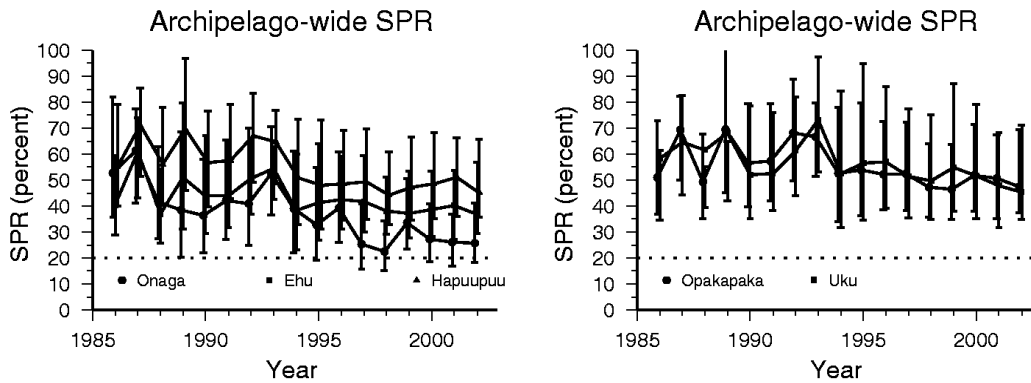 Archipelago-wide SPR
SPR (percent)
100
90
80
70
60
50
40
30
20
10
0
Onaga Ehu Hapuupuu
1985 1990 1995 2000
Year
Archipelago-wide SPR
SPR (percent)
100
90
80
70
60
50
40
30
20
10
0
Opakapaka Uku
1985 1990 1995 2000
Year